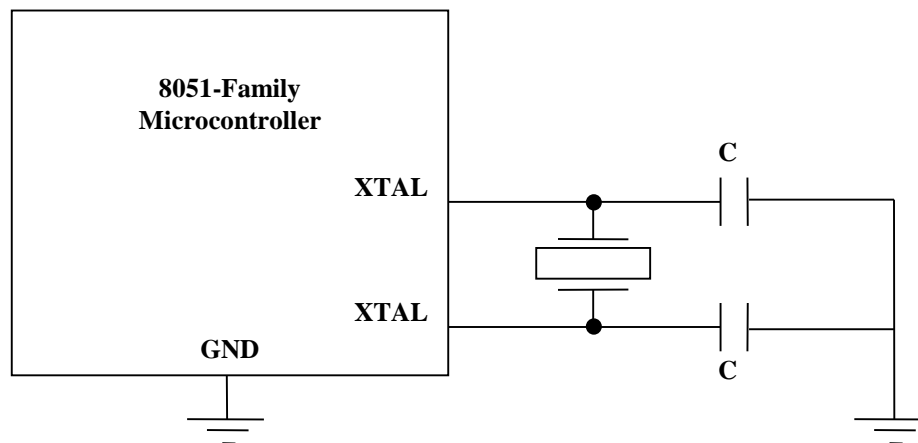 8051-Family
Microcontroller
C
XTAL
XTAL
GND
C